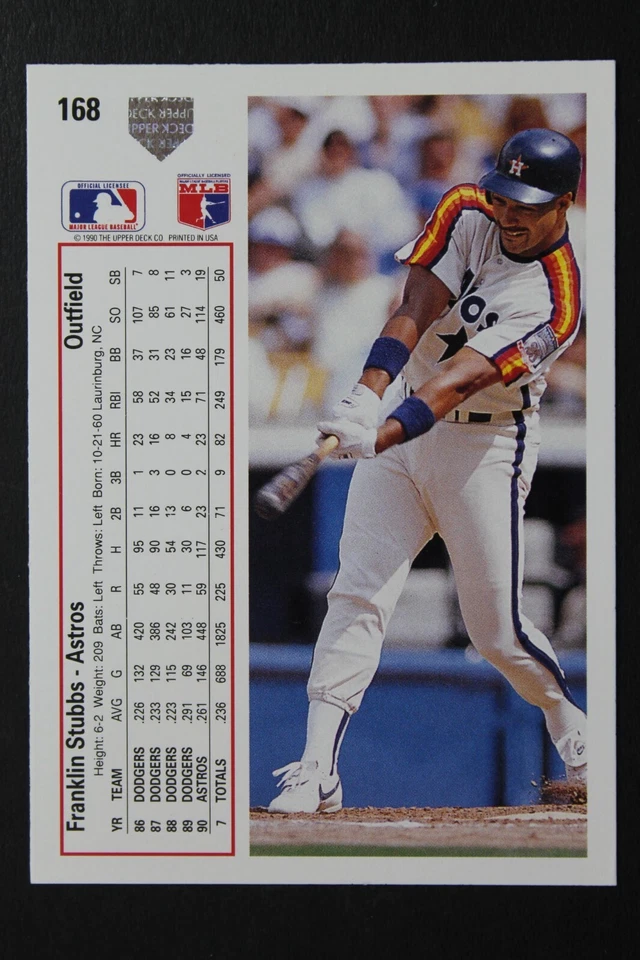 168
UPPER DECK
OFFICIAL LICENSEE
MAJOR LEAGUE BASEBALL
OFFICIALLY LICENSED
MAJOR LEAGUE BASEBALL PLAYERS
MLB
© 1990 THE UPPER DECK CO. PRINTED IN USA
Franklin Stubbs - Astros Outfield
Height: 6-2 Weight: 209 Bats: Left Throws: Left Born: 10-21-60 Laurinburg, NC
YR TEAM AVG G AB R H 2B 3B HR RBI BB SO SB
86 DODGERS .226 132 420 55 95 11 1 23 58 37 107 7
87 DODGERS .233 129 386 48 90 16 3 16 52 31 85 8
88 DODGERS .223 115 242 30 54 13 0 8 34 23 61 11
89 DODGERS .291 69 103 11 30 6 0 4 15 16 27 3
90 ASTROS .261 146 448 59 117 23 2 23 71 48 114 19
7 TOTALS .236 688 1825 225 430 71 9 82 249 179 460 50
H
ROS